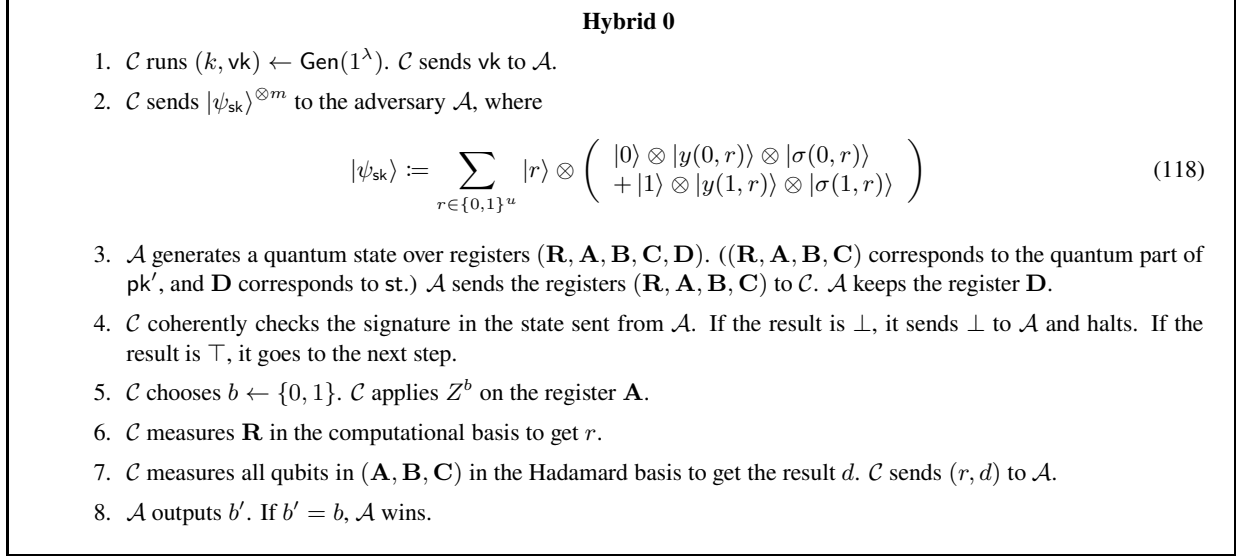 Hybrid 0
1. 𝒞 runs (k, vk) ← Gen(1^λ). 𝒞 sends vk to 𝒜.
2. 𝒞 sends |ψ_sk⟩^{⊗m} to the adversary 𝒜, where
|ψ_sk⟩ := ∑_{r∈{0,1}^u} |r⟩ ⊗ ( |0⟩ ⊗ |y(0, r)⟩ ⊗ |σ(0, r)⟩
+ |1⟩ ⊗ |y(1, r)⟩ ⊗ |σ(1, r)⟩ ) (118)
3. 𝒜 generates a quantum state over registers (R, A, B, C, D). ((R, A, B, C) corresponds to the quantum part of
pk′, and D corresponds to st.) 𝒜 sends the registers (R, A, B, C) to 𝒞. 𝒜 keeps the register D.
4. 𝒞 coherently checks the signature in the state sent from 𝒜. If the result is ⊥, it sends ⊥ to 𝒜 and halts. If the
result is ⊤, it goes to the next step.
5. 𝒞 chooses b ← {0, 1}. 𝒞 applies Z^b on the register A.
6. 𝒞 measures R in the computational basis to get r.
7. 𝒞 measures all qubits in (A, B, C) in the Hadamard basis to get the result d. 𝒞 sends (r, d) to 𝒜.
8. 𝒜 outputs b′. If b′ = b, 𝒜 wins.